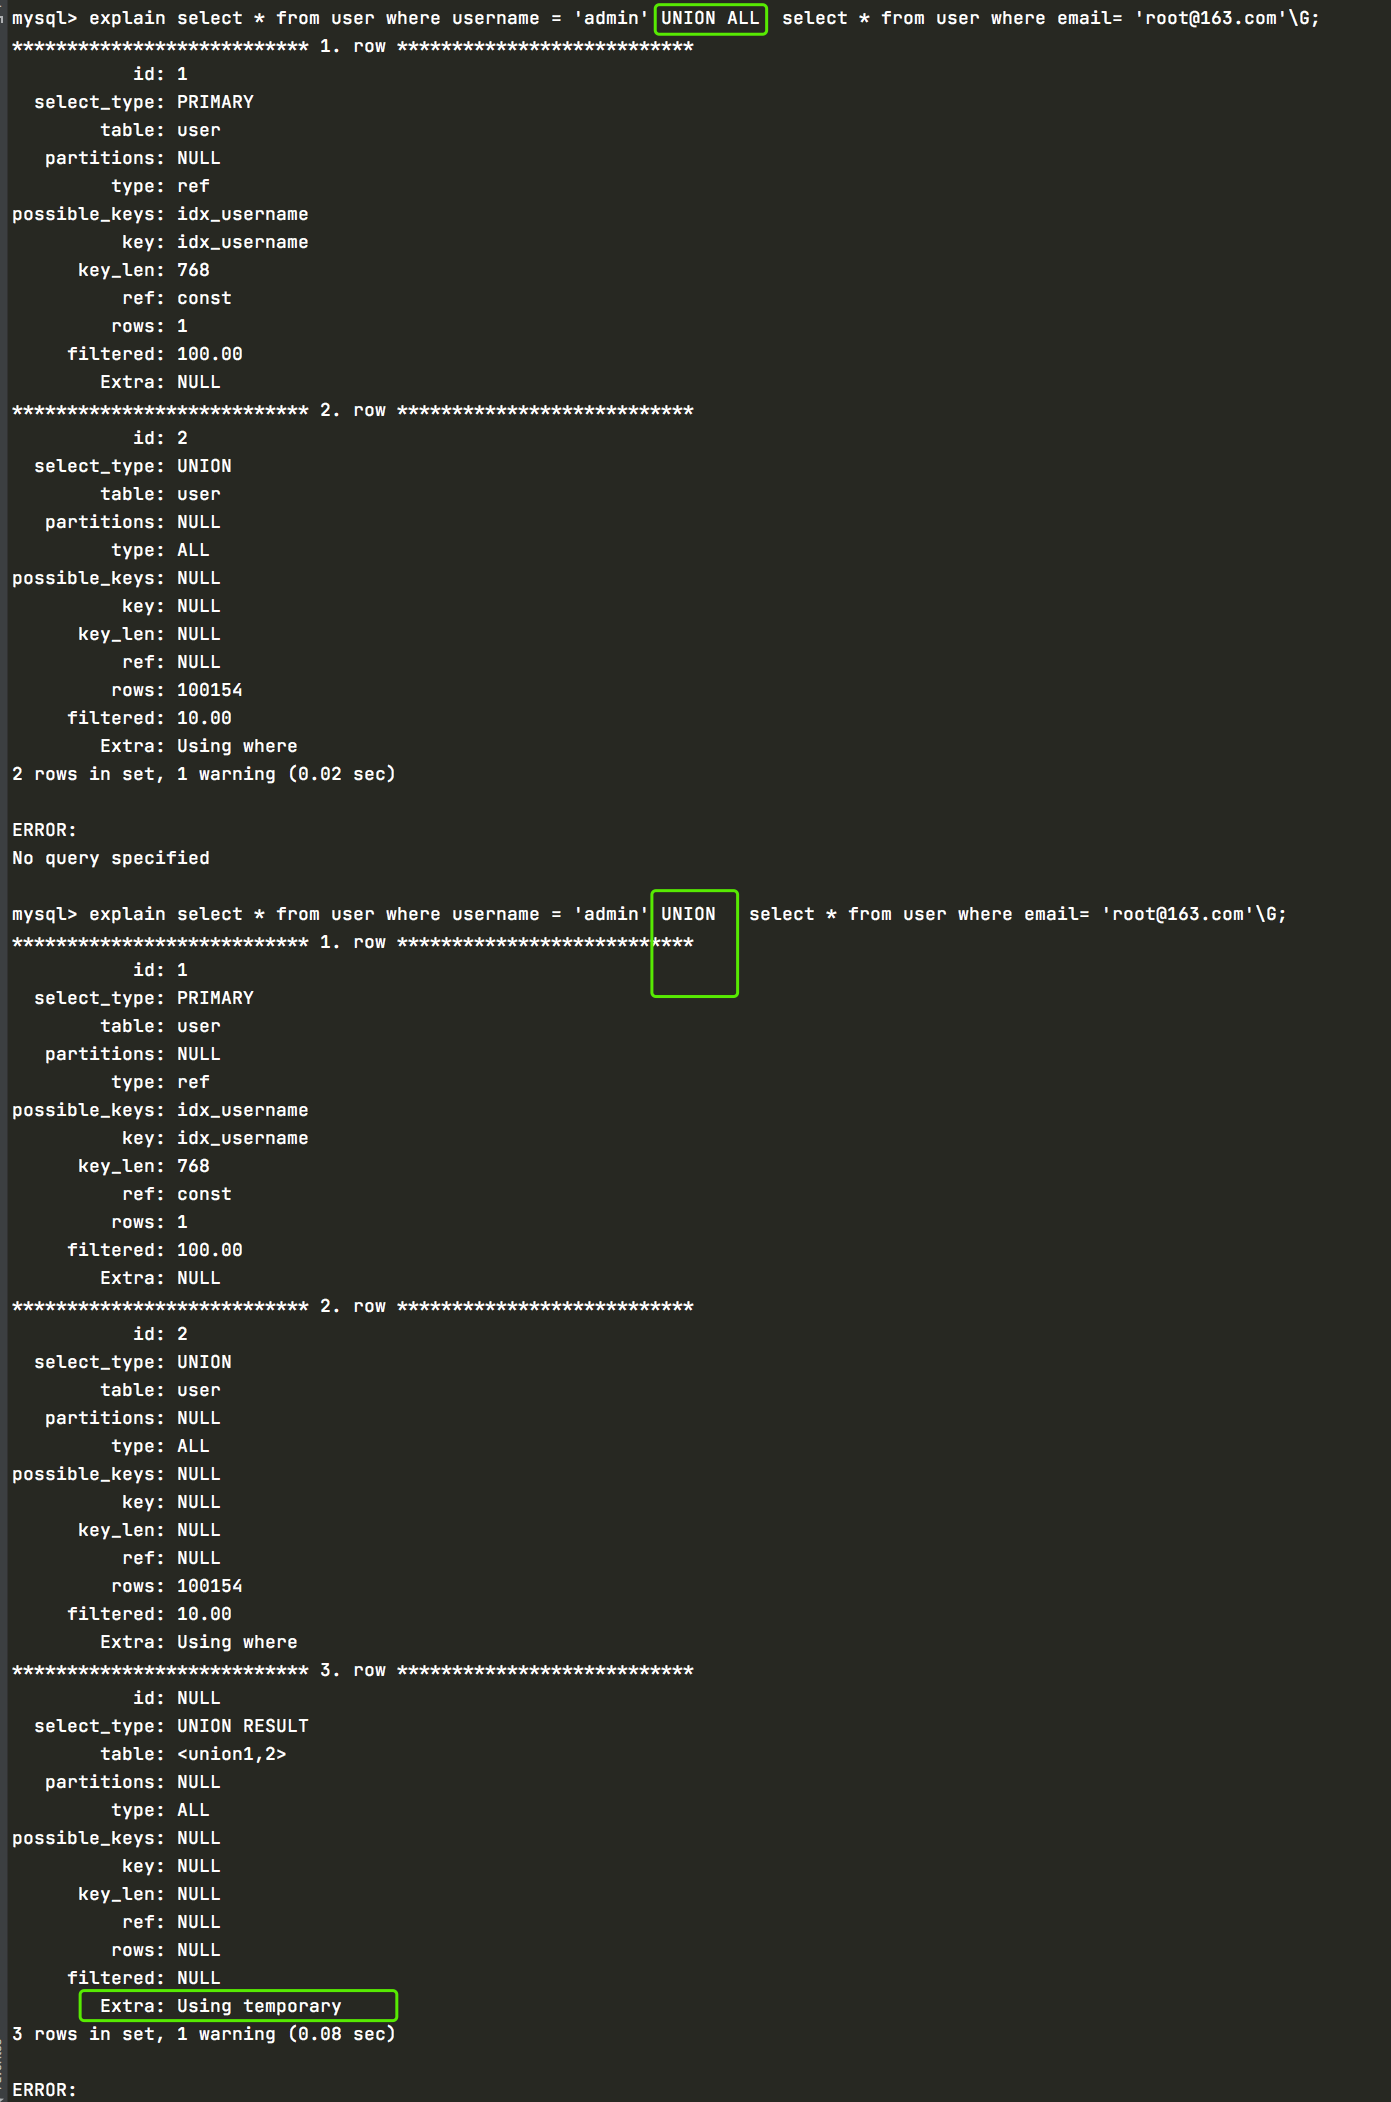 mysql> explain select * from user where username = 'admin' UNION ALL  select * from user where email= 'root@163.com'\G;
*************************** 1. row ***************************
           id: 1
  select_type: PRIMARY
        table: user
   partitions: NULL
         type: ref
possible_keys: idx_username
          key: idx_username
      key_len: 768
          ref: const
         rows: 1
     filtered: 100.00
        Extra: NULL
*************************** 2. row ***************************
           id: 2
  select_type: UNION
        table: user
   partitions: NULL
         type: ALL
possible_keys: NULL
          key: NULL
      key_len: NULL
          ref: NULL
         rows: 100154
     filtered: 10.00
        Extra: Using where
2 rows in set, 1 warning (0.02 sec)

ERROR:
No query specified

mysql> explain select * from user where username = 'admin' UNION   select * from user where email= 'root@163.com'\G;
*************************** 1. row ***************************
           id: 1
  select_type: PRIMARY
        table: user
   partitions: NULL
         type: ref
possible_keys: idx_username
          key: idx_username
      key_len: 768
          ref: const
         rows: 1
     filtered: 100.00
        Extra: NULL
*************************** 2. row ***************************
           id: 2
  select_type: UNION
        table: user
   partitions: NULL
         type: ALL
possible_keys: NULL
          key: NULL
      key_len: NULL
          ref: NULL
         rows: 100154
     filtered: 10.00
        Extra: Using where
*************************** 3. row ***************************
           id: NULL
  select_type: UNION RESULT
        table: <union1,2>
   partitions: NULL
         type: ALL
possible_keys: NULL
          key: NULL
      key_len: NULL
          ref: NULL
         rows: NULL
     filtered: NULL
        Extra: Using temporary
3 rows in set, 1 warning (0.08 sec)

ERROR: